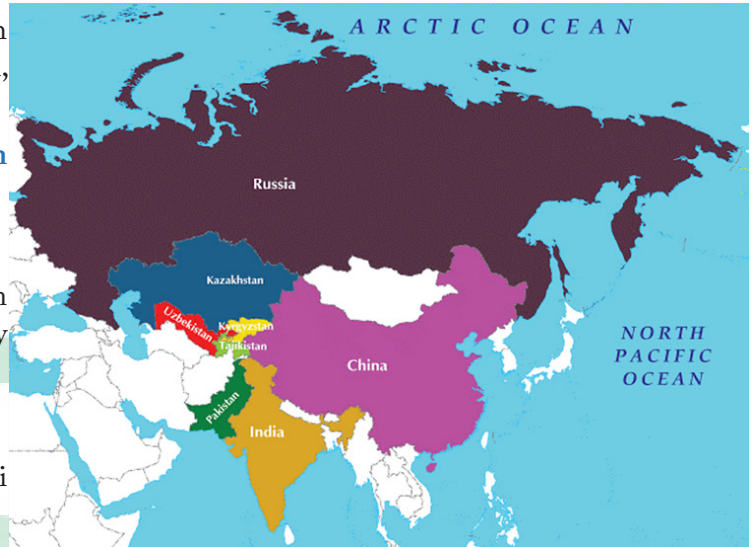 ARCTIC OCEAN
Russia
Kazakhstan
Uzbekistan
Kyrgyzstan
Tajikistan
China
Pakistan
India
NORTH
PACIFIC
OCEAN